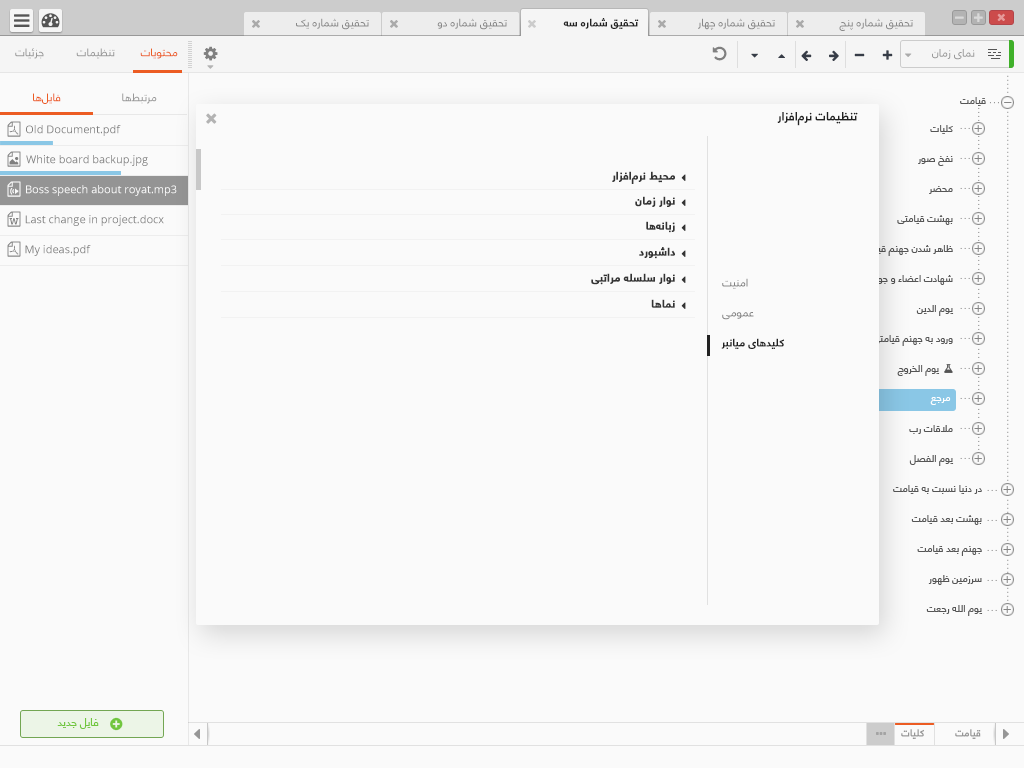 تحقیق شماره پنج
تحقیق شماره چهار
تحقیق شماره سه
تحقیق شماره دو
تحقیق شماره یک
نمای زمان
محتویات
تنظیمات
جزئیات
مرتبط‌ها
فایل‌ها
Old Document.pdf
White board backup.jpg
Boss speech about royat.mp3
Last change in project.docx
My ideas.pdf
فایل جدید
تنظیمات نرم‌افزار
امنیت
عمومی
کلیدهای میانبر
محیط نرم‌افزار
نوار زمان
زبانه‌ها
داشبورد
نوار سلسله مراتبی
نماها
قیامت
کلیات
نفخ صور
محضر
بهشت قیامتی
ظاهر شدن جهنم
شهادت اعضاء و
یوم الدین
ورود به جهنم
یوم الخروج
مرجع
ملاقات رب
یوم الفصل
در دنیا نسبت به قیامت
بهشت بعد قیامت
جهنم بعد قیامت
سرزمین ظهور
یوم الله رجعت
قیامت
کلیات